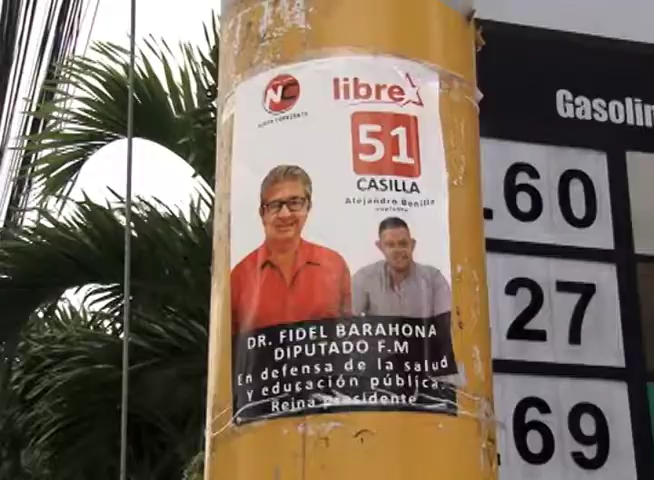 NC
libre
51
CASILLA
Alejandro Bonilla
DR. FIDEL BARAHONA
DIPUTADO F.M
En defensa de la salud
y educación pública.
Reina presidente
Gasolin
.60
.27
.69